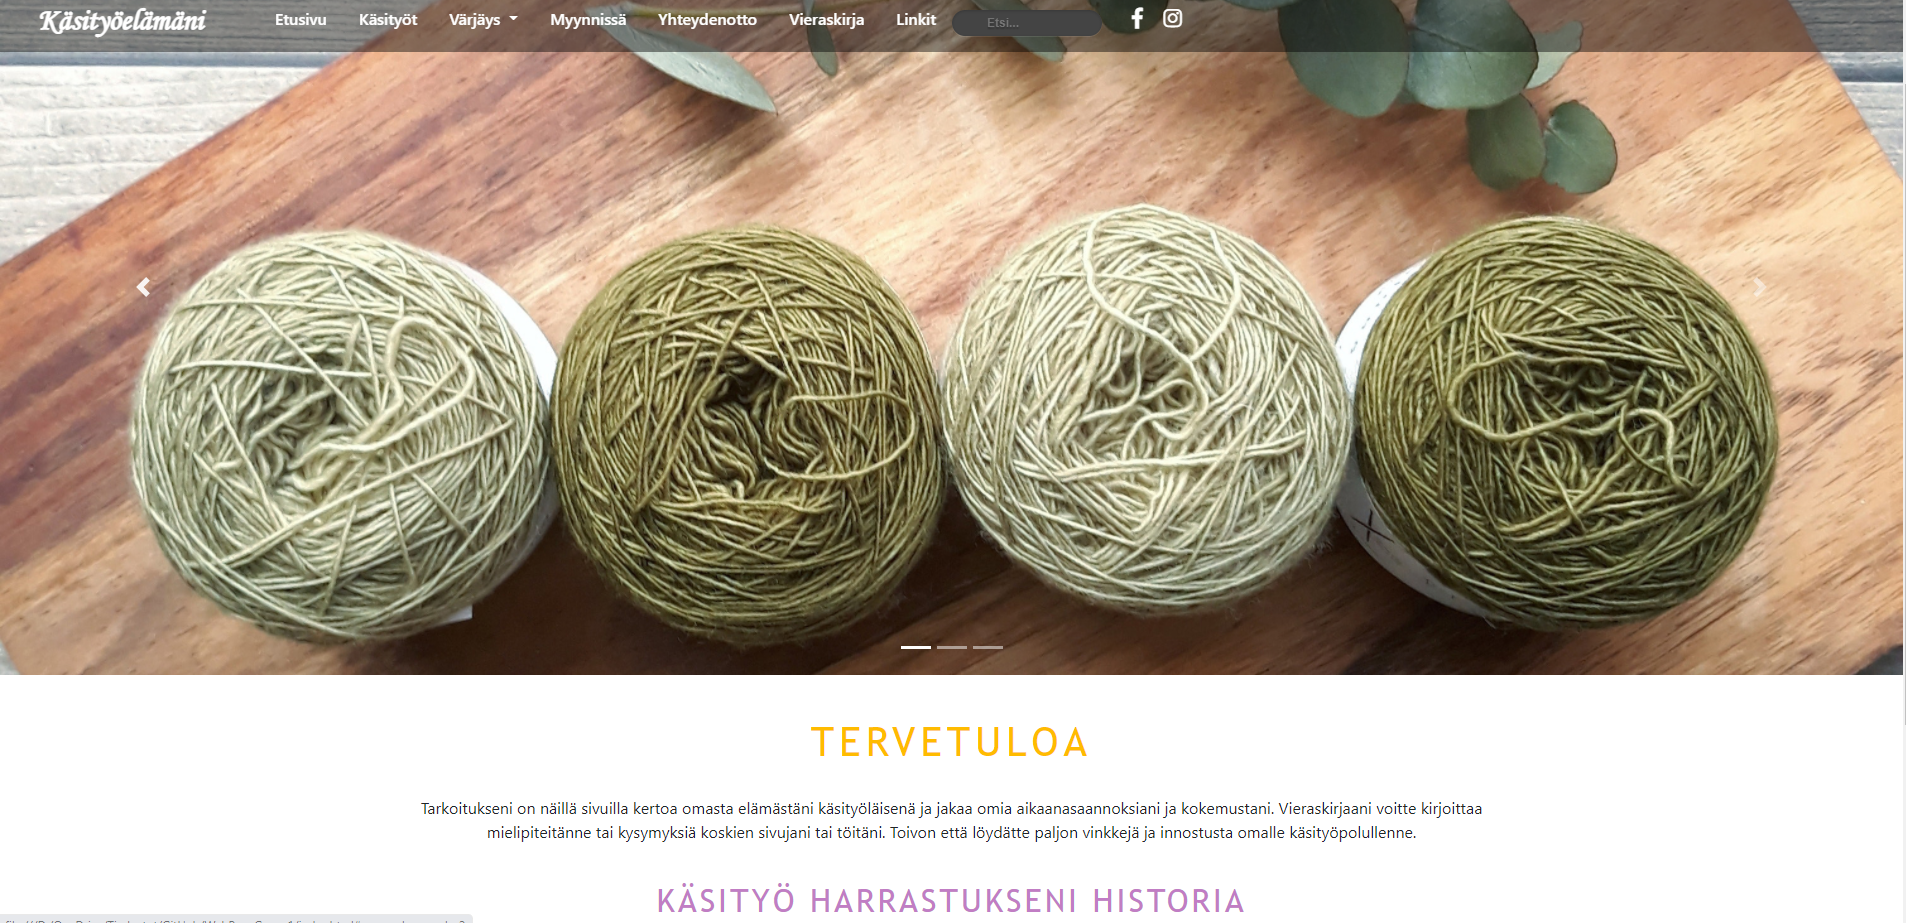 Käsityöelämäni
Etusivu Käsityöt Värjäys Myynnissä Yhteydenotto Vieraskirja Linkit Etsi...
TERVETULOA
Tarkoitukseni on näillä sivuilla kertoa omasta elämästäni käsityöläisenä ja jakaa omia aikaanasaannoksiani ja kokemustani. Vieraskirjaani voitte kirjoittaa
mielipiteitänne tai kysymyksiä koskien sivujani tai töitäni. Toivon että löydätte paljon vinkkejä ja innostusta omalle käsityöpolullenne.
KÄSITYÖ HARRASTUKSENI HISTORIA